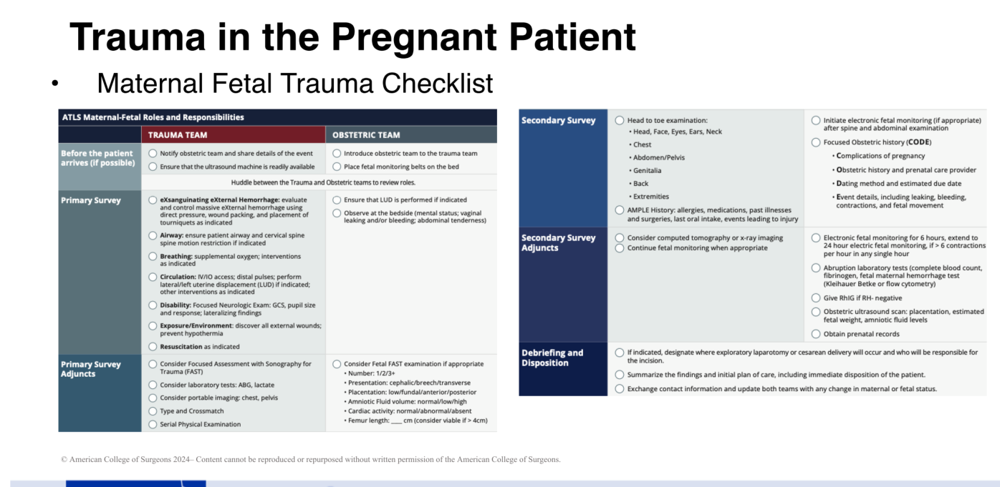 Trauma in the Pregnant Patient
• Maternal Fetal Trauma Checklist
ATLS Maternal-Fetal Roles and Responsibilities
TRAUMA TEAM
OBSTETRIC TEAM
Before the patient
arrives (if possible)
Notify obstetric team and share details of the event
Ensure that the ultrasound machine is readily available
Introduce obstetric team to the trauma team
Place fetal monitoring belts on the bed
Huddle between the Trauma and Obstetric teams to review roles.
Primary Survey
eXsanguinating eXternal Hemorrhage: evaluate
and control massive eXternal hemorrhage using
direct pressure, wound packing, and placement of
tourniquets as indicated
Airway: ensure patient airway and cervical spine
spine motion restriction if indicated
Breathing: supplemental oxygen; interventions
as indicated
Circulation: IV/IO access; distal pulses; perform
lateral/left uterine displacement (LUD) if indicated;
other interventions as indicated
Disability: Focused Neurologic Exam: GCS, pupil size
and response; lateralizing findings
Exposure/Environment: discover all external wounds;
prevent hypothermia
Resuscitation as indicated
Ensure that LUD is performed if indicated
Observe at the bedside (mental status; vaginal
leaking and/or bleeding; abdominal tenderness)
Primary Survey
Adjuncts
Consider Focused Assessment with Sonography for
Trauma (FAST)
Consider laboratory tests: ABG, lactate
Consider portable imaging: chest, pelvis
Type and Crossmatch
Serial Physical Examination
Consider Fetal FAST examination if appropriate
• Number: 1/2/3+
• Presentation: cephalic/breech/transverse
• Placentation: low/fundal/anterior/posterior
• Amniotic Fluid volume: normal/low/high
• Cardiac activity: normal/abnormal/absent
• Femur length: ____ cm (consider viable if > 4cm)
Secondary Survey
Head to toe examination:
• Head, Face, Eyes, Ears, Neck
• Chest
• Abdomen/Pelvis
• Genitalia
• Back
• Extremities
AMPLE History: allergies, medications, past illnesses
and surgeries, last oral intake, events leading to injury
Initiate electronic fetal monitoring (if appropriate)
after spine and abdominal examination
Focused Obstetric history (CODE)
• Complications of pregnancy
• Obstetric history and prenatal care provider
• Dating method and estimated due date
• Event details, including leaking, bleeding,
contractions, and fetal movement
Secondary Survey
Adjuncts
Consider computed tomography or x-ray imaging
Continue fetal monitoring when appropriate
Electronic fetal monitoring for 6 hours, extend to
24 hour electric fetal monitoring, if > 6 contractions
per hour in any single hour
Abruption laboratory tests (complete blood count,
fibrinogen, fetal maternal hemorrhage test
(Kleihauer Betke or flow cytometry)
Give RhIG if RH- negative
Obstetric ultrasound scan: placentation, estimated
fetal weight, amniotic fluid levels
Obtain prenatal records
Debriefing and
Disposition
If indicated, designate where exploratory laparotomy or cesarean delivery will occur and who will be responsible for
the incision.
Summarize the findings and initial plan of care, including immediate disposition of the patient.
Exchange contact information and update both teams with any change in maternal or fetal status.
© American College of Surgeons 2024– Content cannot be reproduced or repurposed without written permission of the American College of Surgeons.